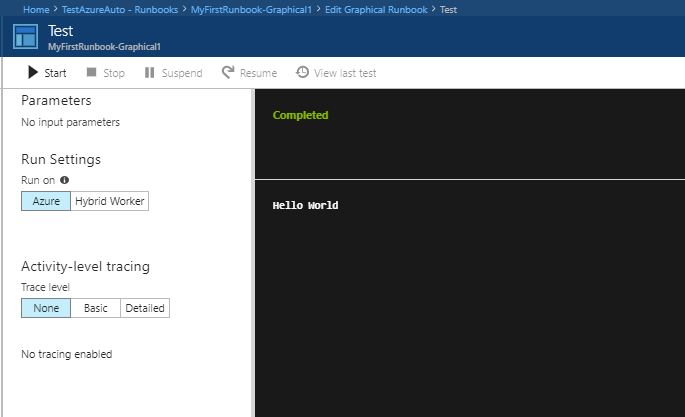 Home > TestAzureAuto - Runbooks > MyFirstRunbook-Graphical1 > Edit Graphical Runbook > Test
Test
MyFirstRunbook-Graphical1
Start Stop Suspend Resume View last test
Parameters
No input parameters
Completed
Run Settings
Run on
Azure Hybrid Worker
Hello World
Activity-level tracing
Trace level
None Basic Detailed
No tracing enabled